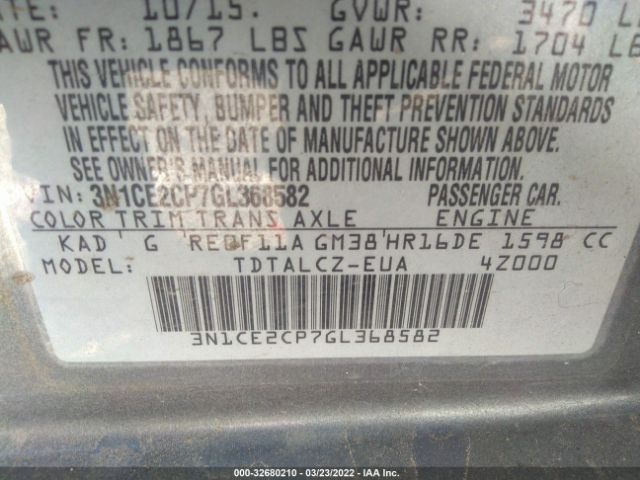 TE: 10/15. GVWR: 3470 L
AWR FR: 1867 LBS GAWR RR: 1704 LB
THIS VEHICLE CONFORMS TO ALL APPLICABLE FEDERAL MOTOR
VEHICLE SAFETY, BUMPER AND THEFT PREVENTION STANDARDS
IN EFFECT ON THE DATE OF MANUFACTURE SHOWN ABOVE.
SEE OWNER'S MANUAL FOR ADDITIONAL INFORMATION.
VIN: 3N1CE2CP7GL368582 PASSENGER CAR.
COLOR TRIM TRANS AXLE ENGINE
KAD G RE0F11A GM38 HR16DE 1598 CC
MODEL: TDTALCZ-EUA 4Z000
3N1CE2CP7GL368582
000-32680210 - 03/23/2022 - IAA Inc.